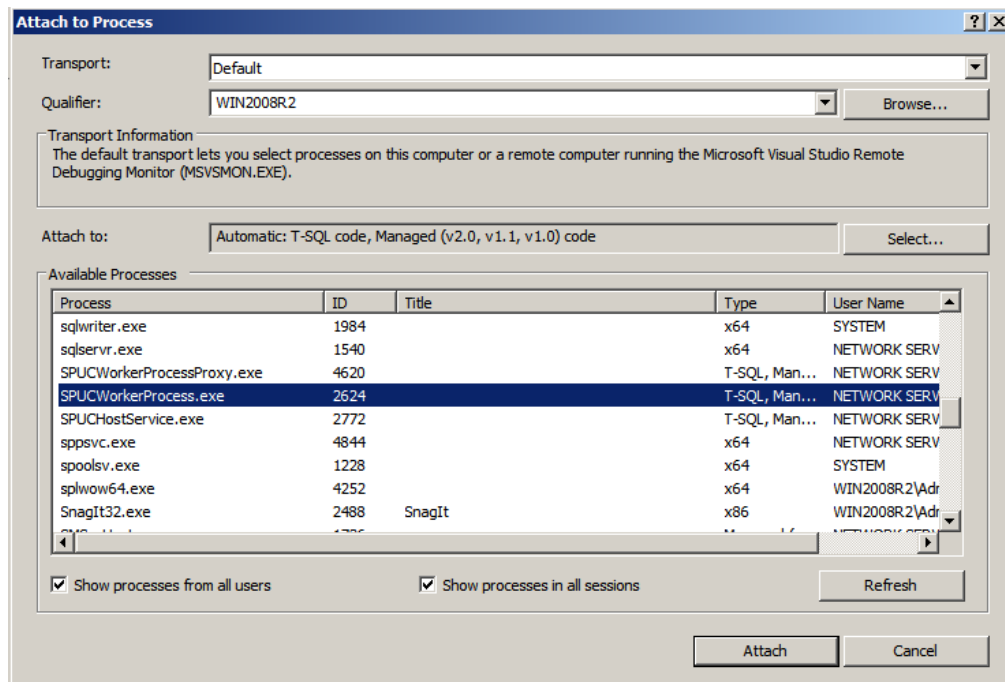 Attach to Process
Transport: Default
Qualifier: WIN2008R2 Browse...
Transport Information
The default transport lets you select processes on this computer or a remote computer running the Microsoft Visual Studio Remote
Debugging Monitor (MSVSMON.EXE).
Attach to: Automatic: T-SQL code, Managed (v2.0, v1.1, v1.0) code Select...
Available Processes
Process ID Title Type User Name
sqlwriter.exe 1984 x64 SYSTEM
sqlservr.exe 1540 x64 NETWORK SERV
SPUCWorkerProcessProxy.exe 4620 T-SQL, Man... NETWORK SERV
SPUCWorkerProcess.exe 2624 T-SQL, Man... NETWORK SERV
SPUCHostService.exe 2772 T-SQL, Man... NETWORK SERV
sppsvc.exe 4844 x64 NETWORK SERV
spoolsv.exe 1228 x64 SYSTEM
splwow64.exe 4252 x64 WIN2008R2\Adr
SnagIt32.exe 2488 SnagIt x86 WIN2008R2\Adr
Show processes from all users Show processes in all sessions Refresh
Attach Cancel